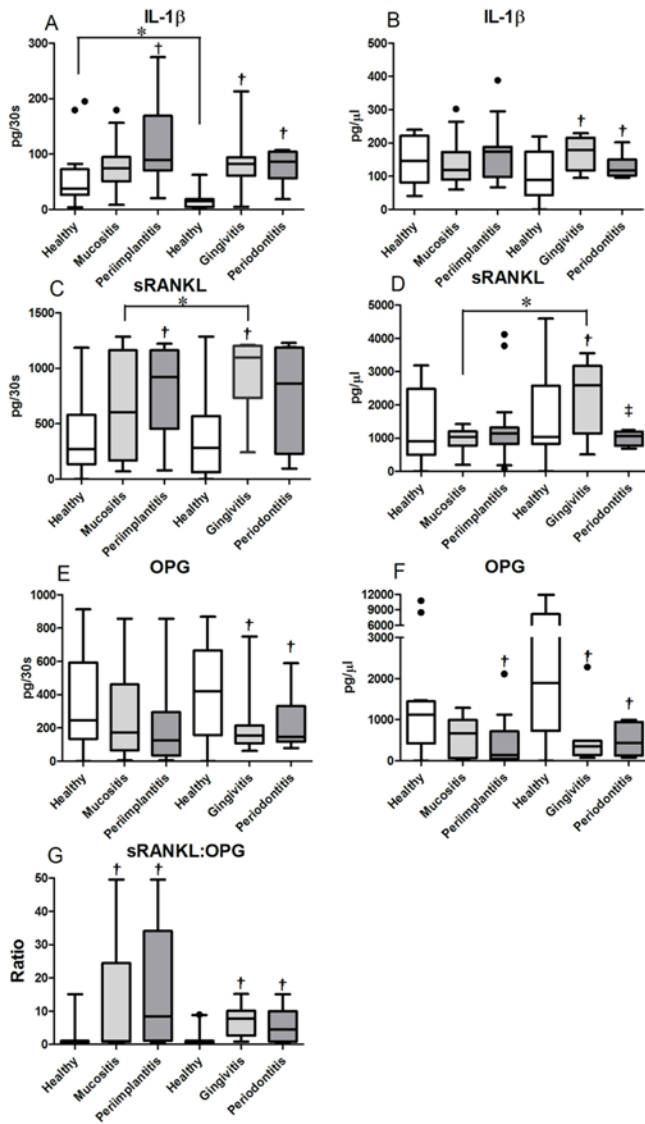 A IL-1β
*
†
†
†
300
200
100
0
pg/30s
Healthy
Mucositis
Periimplantitis
Healthy
Gingivitis
Periodontitis
B IL-1β
†
†
500
400
300
200
100
0
pg/µl
Healthy
Mucositis
Periimplantitis
Healthy
Gingivitis
Periodontitis
C sRANKL
*
†
†
1500
1000
500
0
pg/30s
Healthy
Mucositis
Periimplantitis
Healthy
Gingivitis
Periodontitis
D sRANKL
*
†
‡
5000
4000
3000
2000
1000
0
pg/µl
Healthy
Mucositis
Periimplantitis
Healthy
Gingivitis
Periodontitis
E OPG
†
†
1000
800
600
400
200
0
pg/30s
Healthy
Mucositis
Periimplantitis
Healthy
Gingivitis
Periodontitis
F OPG
†
†
†
12000
9000
6000
3000
2000
1000
0
pg/µl
Healthy
Mucositis
Periimplantitis
Healthy
Gingivitis
Periodontitis
G sRANKL:OPG
†
†
†
†
50
40
30
20
10
0
Ratio
Healthy
Mucositis
Periimplantitis
Healthy
Gingivitis
Periodontitis